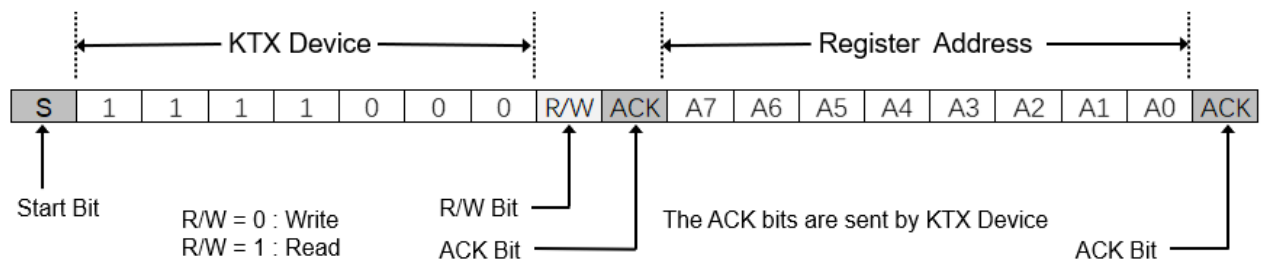 KTX Device Register Address
S 1 1 1 1 0 0 0 R/W ACK A7 A6 A5 A4 A3 A2 A1 A0 ACK
Start Bit
R/W = 0 : Write
R/W = 1 : Read
R/W Bit
ACK Bit
The ACK bits are sent by KTX Device
ACK Bit